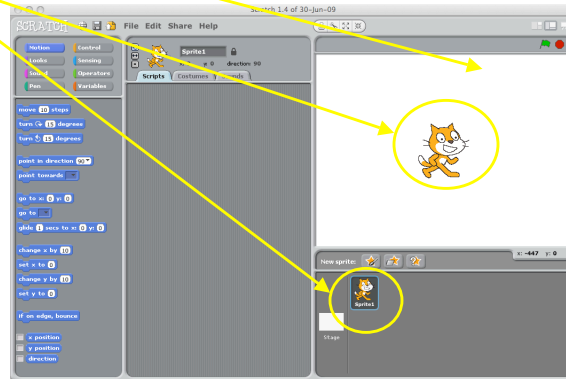 Scratch 1.4 of 30-Jun-09
SCRATCH File Edit Share Help
Motion Control
Looks Sensing
Sound Operators
Pen Variables
Sprite1
y: 0 direction: 90
Scripts Costumes
move 10 steps
turn 15 degrees
turn 15 degrees
point in direction 90
point towards
go to x: 0 y: 0
go to
glide 1 secs to x: 0 y: 0
change x by 10
set x to 0
change y by 10
set y to 0
if on edge, bounce
x position
y position
direction
x: -447 y: 0
New sprite:
Sprite1
Stage